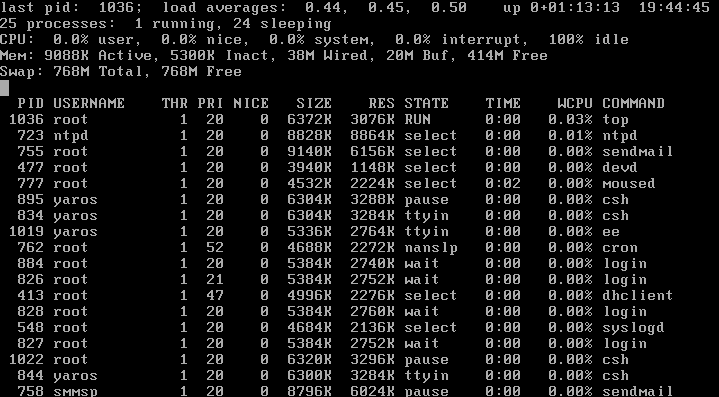 last pid:  1036;  load averages:  0.44,  0.45,  0.50    up 0+01:13:13  19:44:45
25 processes:  1 running, 24 sleeping
CPU:  0.0% user,  0.0% nice,  0.0% system,  0.0% interrupt,  100% idle
Mem: 9088K Active, 5300K Inact, 38M Wired, 20M Buf, 414M Free
Swap: 768M Total, 768M Free
PID USERNAME    THR PRI NICE   SIZE    RES STATE    TIME    WCPU COMMAND
1036 root          1  20    0  6372K  3076K RUN      0:00   0.03% top
723 ntpd          1  20    0  8828K  8864K select   0:00   0.01% ntpd
755 root          1  20    0  9140K  6156K select   0:00   0.00% sendmail
477 root          1  20    0  3940K  1148K select   0:00   0.00% devd
777 root          1  20    0  4532K  2224K select   0:02   0.00% moused
895 yaros         1  20    0  6304K  3288K pause    0:00   0.00% csh
834 yaros         1  20    0  6304K  3284K ttyin    0:00   0.00% csh
1019 yaros         1  20    0  5336K  2764K ttyin    0:00   0.00% ee
762 root          1  52    0  4688K  2272K nanslp   0:00   0.00% cron
884 root          1  20    0  5384K  2740K wait     0:00   0.00% login
826 root          1  21    0  5384K  2752K wait     0:00   0.00% login
413 root          1  47    0  4996K  2276K select   0:00   0.00% dhclient
828 root          1  20    0  5384K  2760K wait     0:00   0.00% login
548 root          1  20    0  4684K  2136K select   0:00   0.00% syslogd
827 root          1  20    0  5384K  2752K wait     0:00   0.00% login
1022 root          1  20    0  6320K  3296K pause    0:00   0.00% csh
844 yaros         1  20    0  6300K  3284K ttyin    0:00   0.00% csh
758 smmsp         1  20    0  8796K  6024K pause    0:00   0.00% sendmail